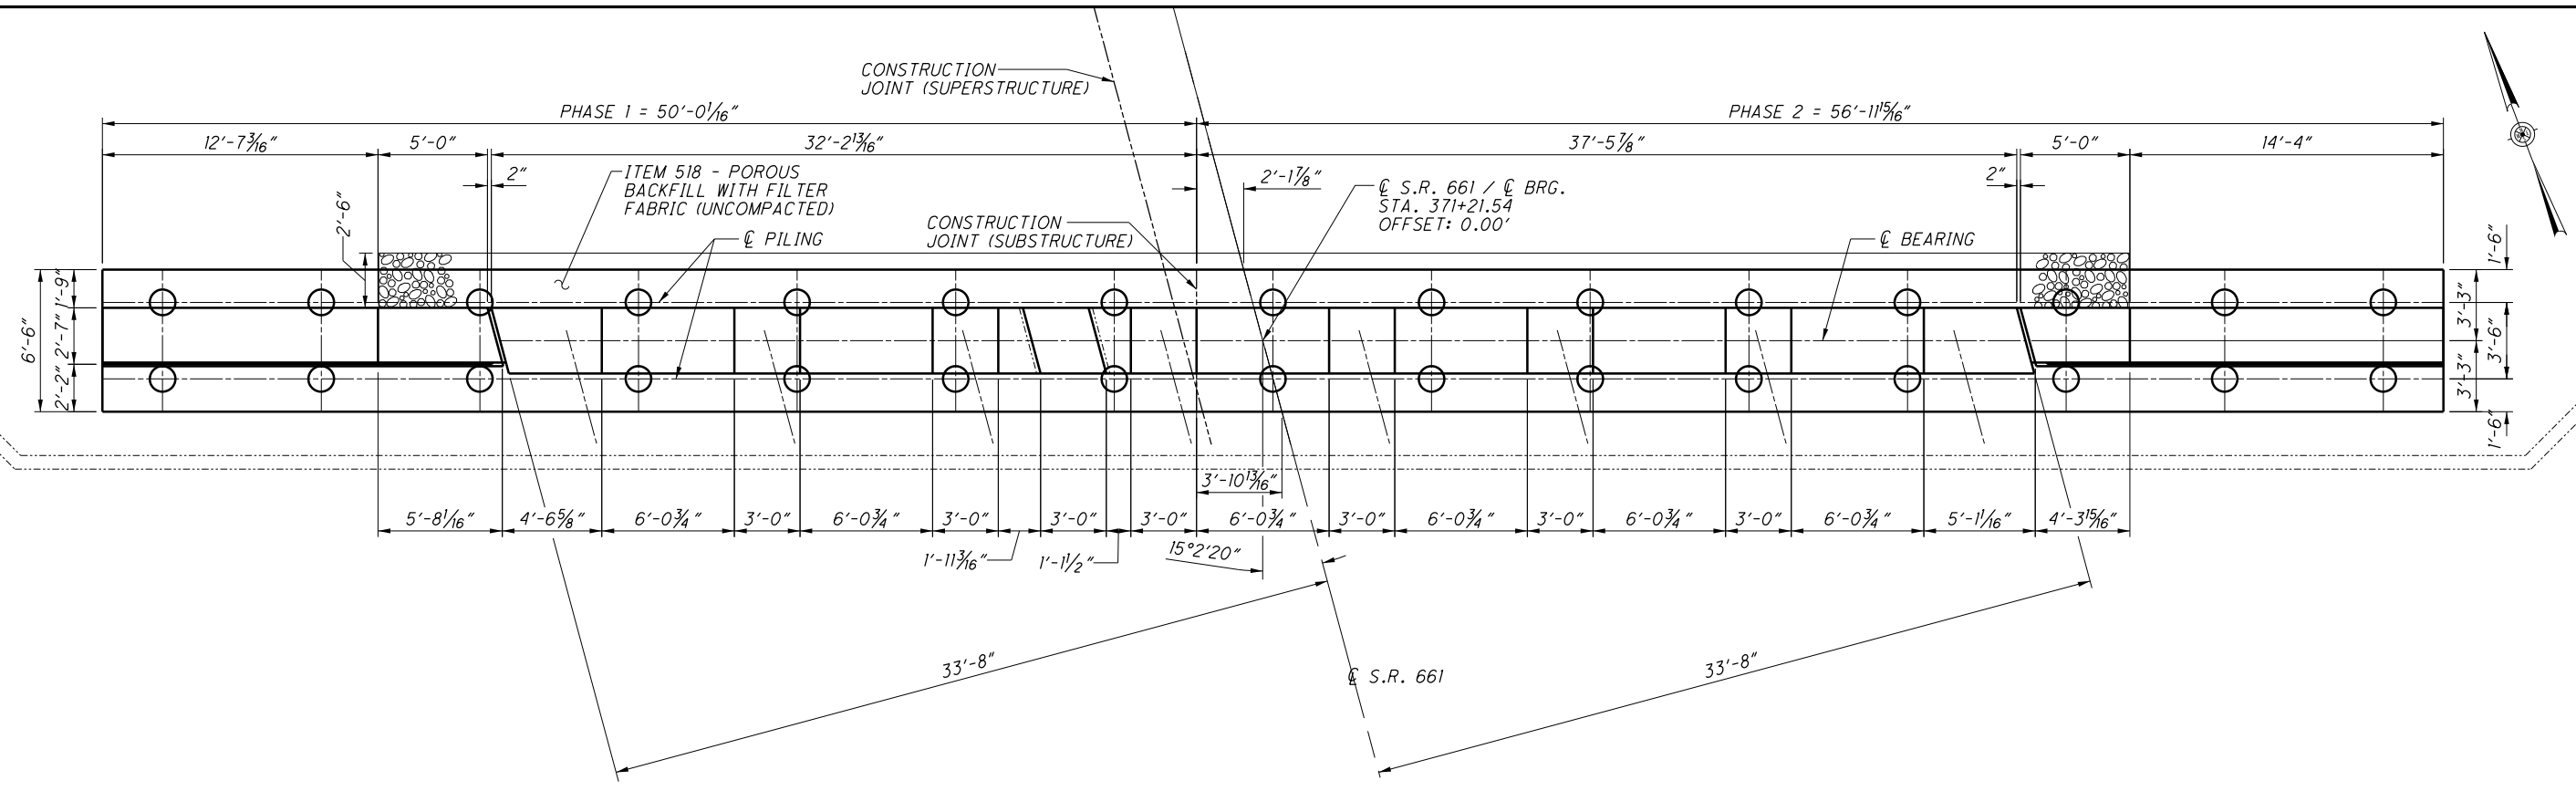 CONSTRUCTION
JOINT (SUPERSTRUCTURE)
PHASE 1 = 50'-0 1/16"
PHASE 2 = 56'-11 15/16"
12'-7 3/16"
5'-0"
32'-2 13/16"
37'-5 7/8"
5'-0"
14'-4"
2"
ITEM 518 - POROUS
BACKFILL WITH FILTER
FABRIC (UNCOMPACTED)
2'-1 7/8"
2"
℄ S.R. 661 / ℄ BRG.
STA. 371+21.54
OFFSET: 0.00'
2'-6"
CONSTRUCTION
JOINT (SUBSTRUCTURE)
℄ PILING
℄ BEARING
1'-6"
6'-6"
1'-9"
2'-7"
2'-2"
3'-3"
3'-3"
3'-6"
1'-6"
3'-10 13/16"
5'-8 1/16"
4'-6 5/8"
6'-0 3/4"
3'-0"
6'-0 3/4"
3'-0"
3'-0"
3'-0"
6'-0 3/4"
3'-0"
6'-0 3/4"
3'-0"
6'-0 3/4"
3'-0"
6'-0 3/4"
5'-1 1/16"
4'-3 15/16"
1'-11 3/16"
1'-1 1/2"
15°2'20"
33'-8"
33'-8"
℄ S.R. 661